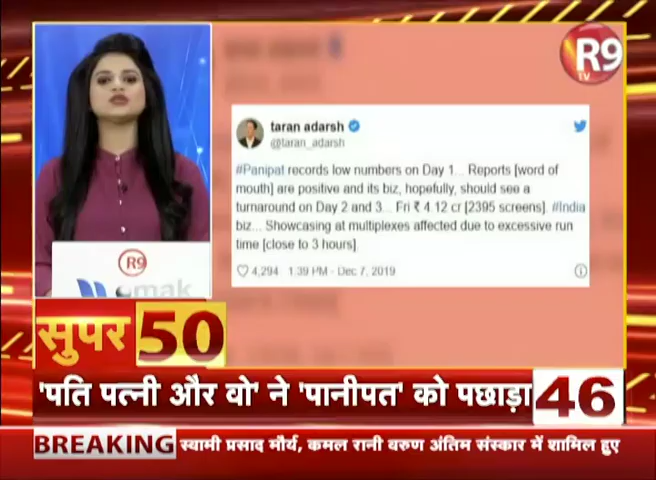 R9
TV
taran adarsh
@taran_adarsh
#Panipat records low numbers on Day 1... Reports [word of
mouth] are positive and its biz, hopefully, should see a
turnaround on Day 2 and 3... Fri ₹ 4.12 cr [2395 screens]. #India
biz... Showcasing at multiplexes affected due to excessive run
time [close to 3 hours]
4,294 1:39 PM - Dec 7, 2019
R9
सुपर 50
'पति पत्नी और वो' ने 'पानीपत' को पछाड़ा 46
BREAKING स्वामी प्रसाद मौर्य, कमल रानी वरुण अंतिम संस्कार में शामिल हुए